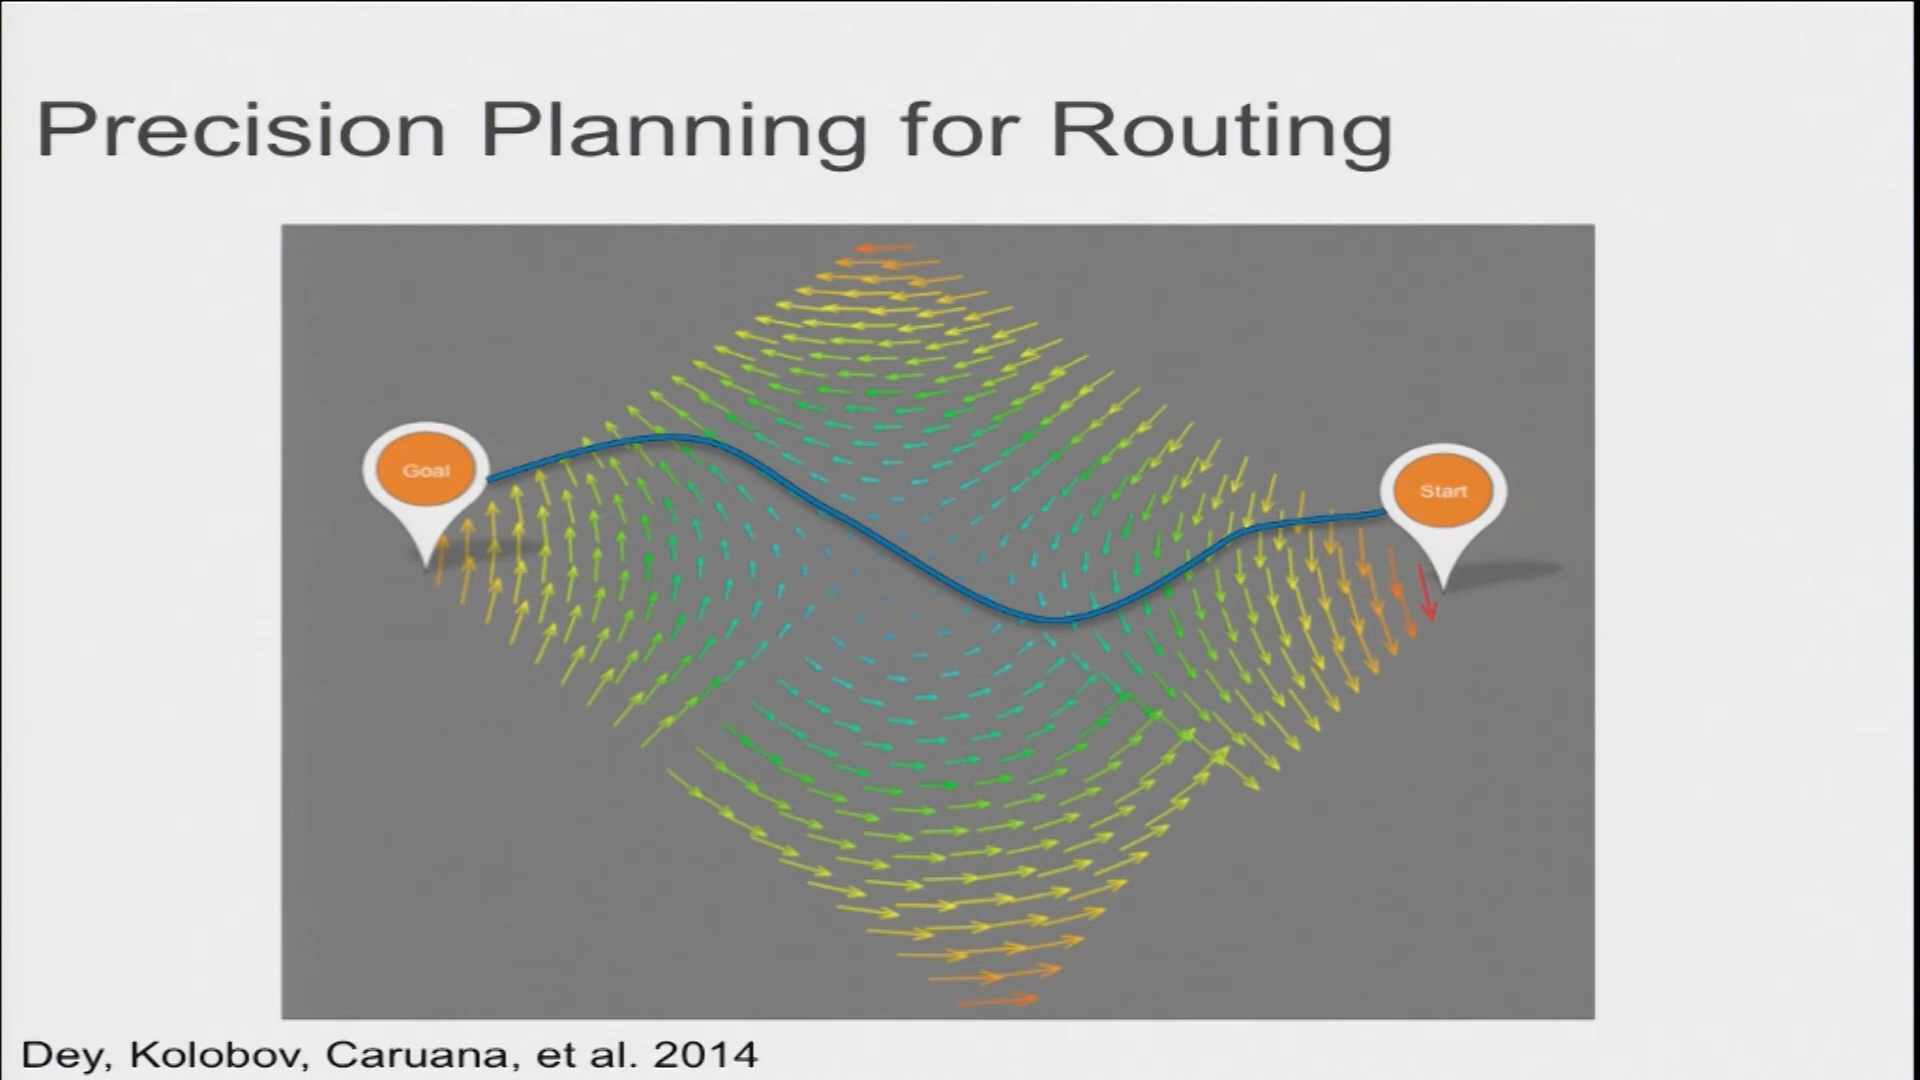 Precision Planning for Routing
Goal
Start
Dey, Kolobov, Caruana, et al. 2014